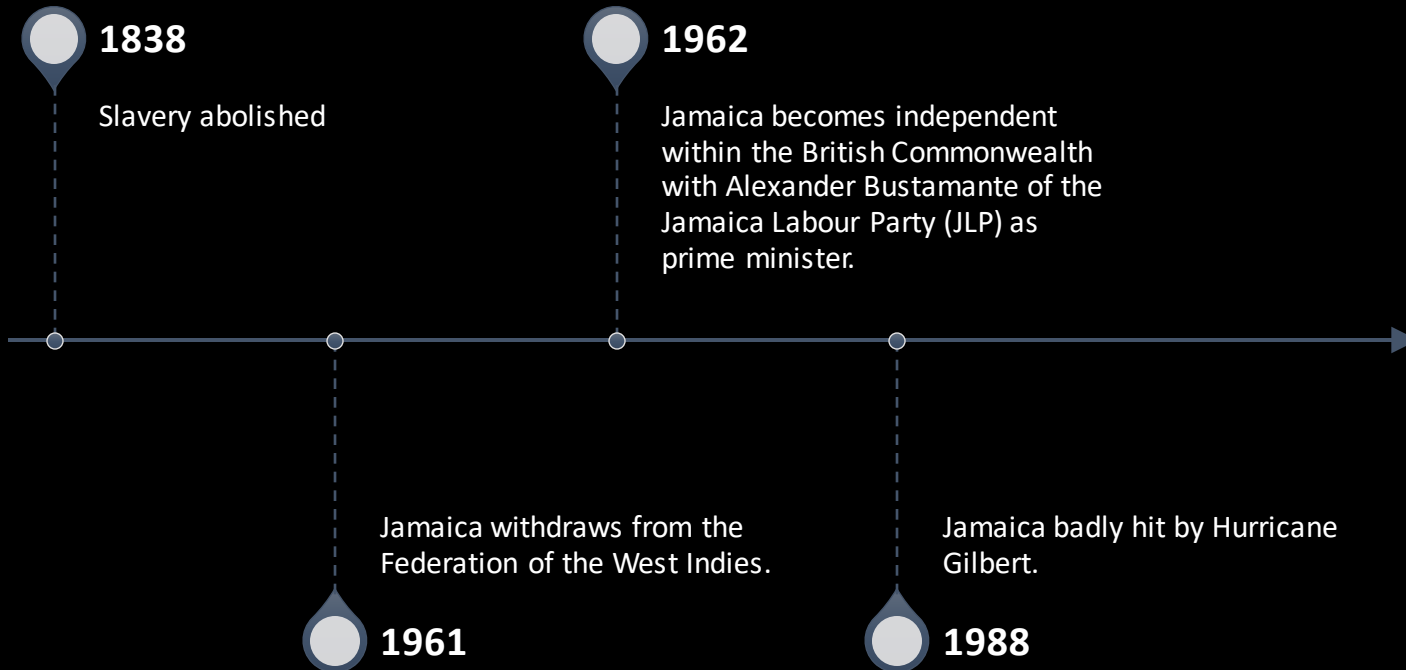 1838
Slavery abolished
1961
Jamaica withdraws from the
Federation of the West Indies.
1962
Jamaica becomes independent
within the British Commonwealth
with Alexander Bustamante of the
Jamaica Labour Party (JLP) as
prime minister.
1988
Jamaica badly hit by Hurricane
Gilbert.